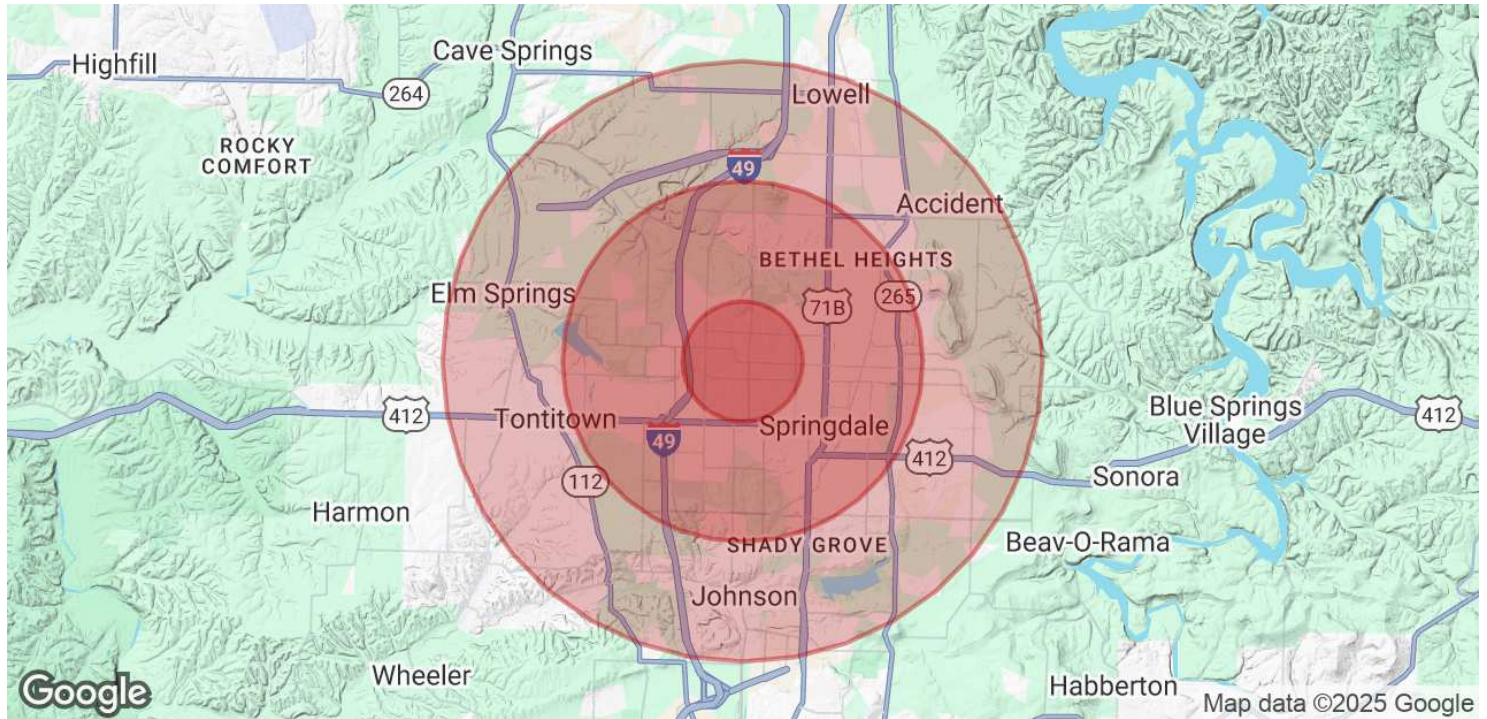 Cave Springs
Highfill
264
Lowell
ROCKY
COMFORT
49
Accident
BETHEL HEIGHTS
Elm Springs
71B
265
412
Tontitown
Springdale
49
Blue Springs
Village
412
412
Sonora
112
Harmon
SHADY GROVE
Beav-O-Rama
Johnson
Wheeler
Habberton
Google
Map data ©2025 Google